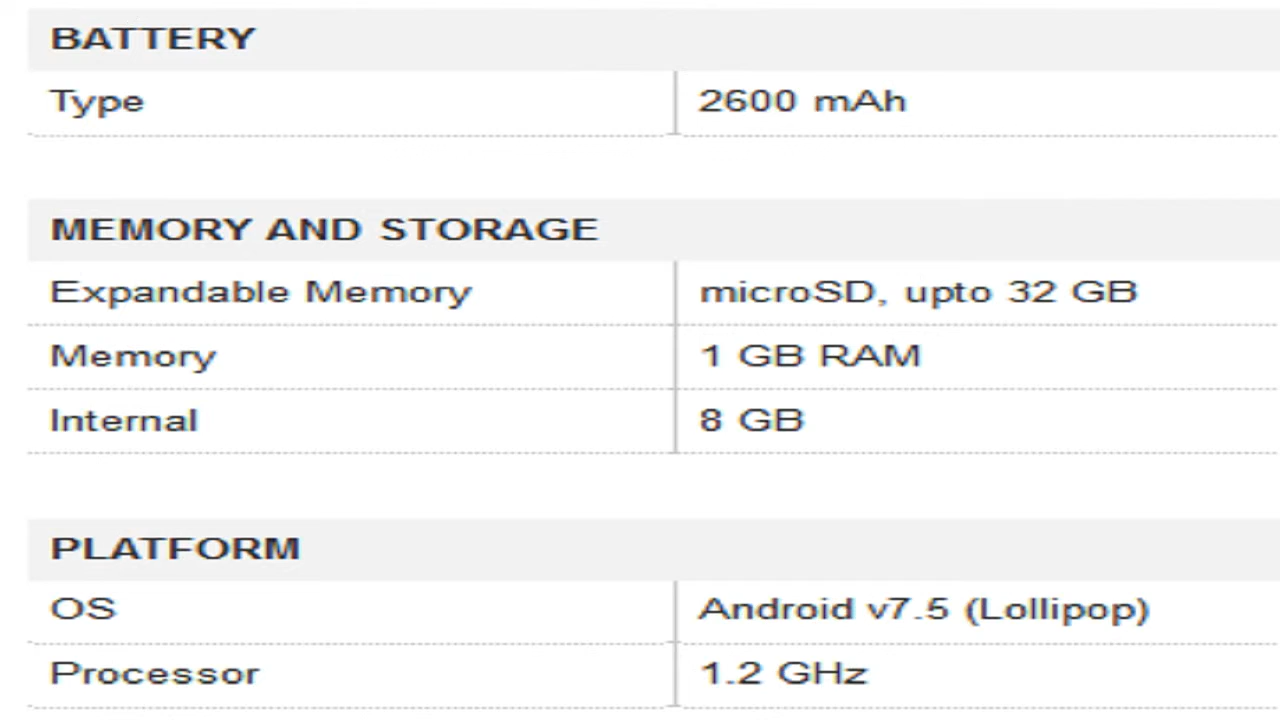 BATTERY
Type 2600 mAh
MEMORY AND STORAGE
Expandable Memory microSD, upto 32 GB
Memory 1 GB RAM
Internal 8 GB
PLATFORM
OS Android v7.5 (Lollipop)
Processor 1.2 GHz